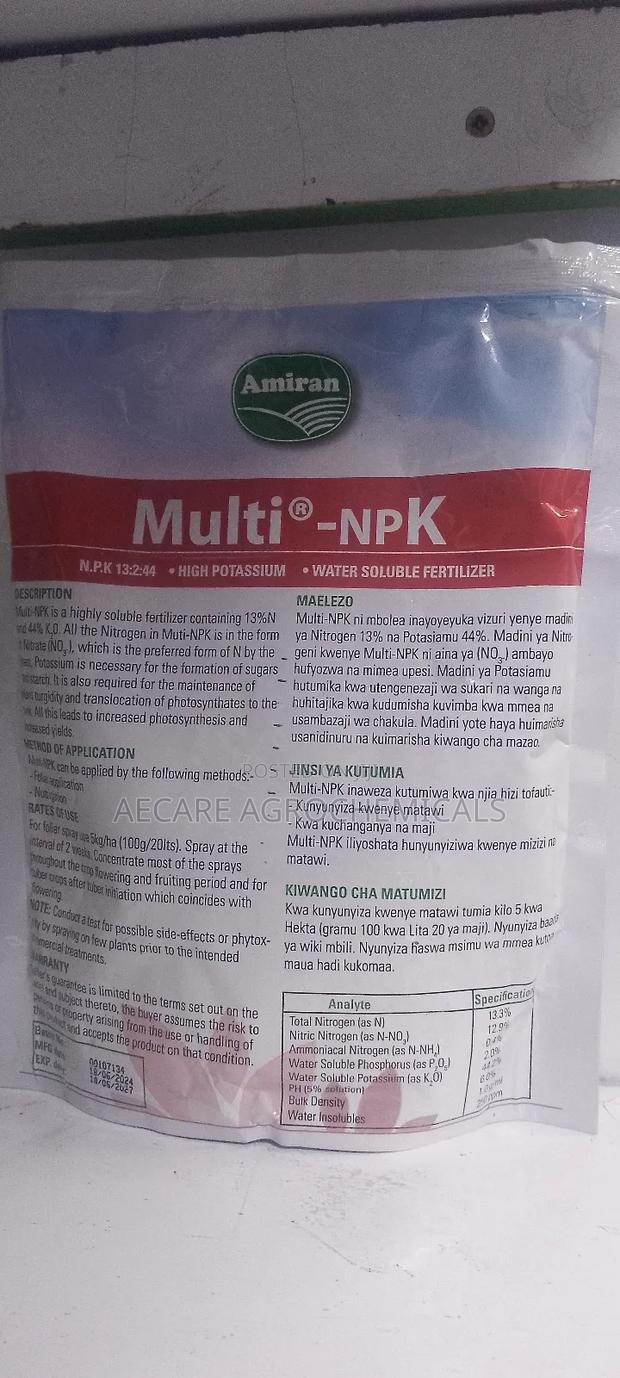 Amiran
Multi®-NPK
N.P.K 13:2:44 • HIGH POTASSIUM • WATER SOLUBLE FERTILIZER
DESCRIPTION
Multi-NPK is a highly soluble fertilizer containing 13%N
and 44% K₂O. All the Nitrogen in Muti-NPK is in the form
Nitrate (NO₃), which is the preferred form of N by the
Potassium is necessary for the formation of sugars
starch. It is also required for the maintenance of
turgidity and translocation of photosynthates to the
All this leads to increased photosynthesis and
increased yields.
METHOD OF APPLICATION
Multi-NPK can be applied by the following methods:-
- Foliar application
RATES OF USE
For foliar spray use 5kg/ha (100g/20lts). Spray at the
interval of 2 weeks. Concentrate most of the sprays
throughout the crop flowering and fruiting period and for
tuber crops after tuber initiation which coincides with
flowering.
NOTE: Conduct a test for possible side-effects or phytox-
by spraying on few plants prior to the intended
commercial treatments.
WARRANTY
guarantee is limited to the terms set out on the
and subject thereto, the buyer assumes the risk to
persons or property arising from the use or handling of
this product and accepts the product on that condition.
00107134
MFG 18/06/2024
EXP. 18/06/2027
MAELEZO
Multi-NPK ni mbolea inayoyeyuka vizuri yenye madini
ya Nitrogen 13% na Potasiamu 44%. Madini ya Nitro-
geni kwenye Multi-NPK ni aina ya (NO₃) ambayo
hufyozwa na mimea upesi. Madini ya Potasiamu
hutumika kwa utengenezaji wa sukari na wanga na
huhitajika kwa kudumisha kuvimba kwa mmea na
usambazaji wa chakula. Madini yote haya huimarisha
usanidinuru na kuimarisha kiwango cha mazao.
JINSI YA KUTUMIA
Multi-NPK inaweza kutumiwa kwa njia hizi tofauti:-
-Kunyunyiza kwenye matawi
- Kwa kuchanganya na maji
Multi-NPK iliyoshata hunyunyiziwa kwenye mizizi na
matawi.
KIWANGO CHA MATUMIZI
Kwa kunyunyiza kwenye matawi tumia kilo 5 kwa
Hekta (gramu 100 kwa Lita 20 ya maji). Nyunyiza baada
ya wiki mbili. Nyunyiza haswa msimu wa mmea kutoa
maua hadi kukomaa.
Analyte Specification
Total Nitrogen (as N) 13.3%
Nitric Nitrogen (as N-NO₃) 12.9%
Ammoniacal Nitrogen (as N-NH₄) 0.4%
Water Soluble Phosphorus (as P₂O₅) 2.0%
Water Soluble Potassium (as K₂O) 44.2%
PH (5% solution)
Bulk Density
Water Insolubles
AECARE AGROCHEMICALS